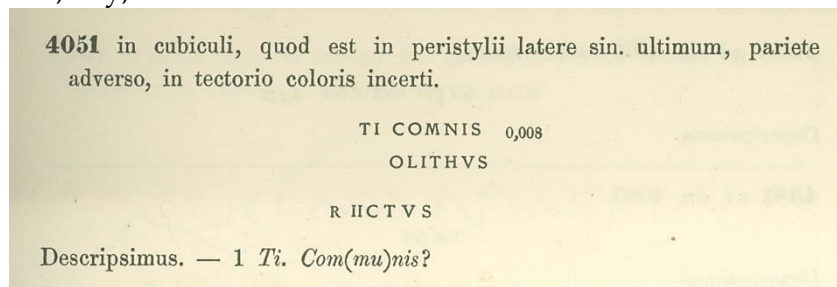 4051 in cubiculi, quod est in peristylii latere sin. ultimum, pariete
adverso, in tectorio coloris incerti.
TI COMNIS 0,008
OLITHVS
R IICTVS
Descripsimus. — 1 Ti. Com(mu)nis?